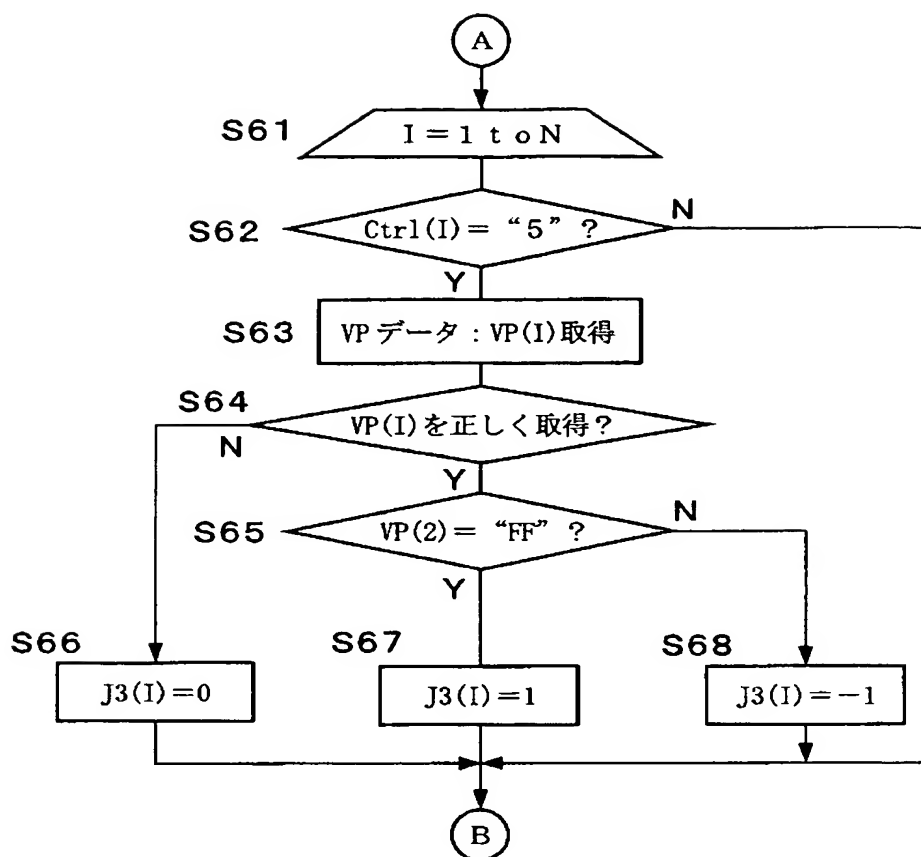 A
S61
I=1 to N
S62
Ctrl(I)= “5” ?
N
Y
S63
VPデータ:VP(I)取得
S64
VP(I)を正しく取得?
N
Y
S65
VP(2)= “FF” ?
N
Y
S66
J3(I)=0
S67
J3(I)=1
S68
J3(I)=-1
B